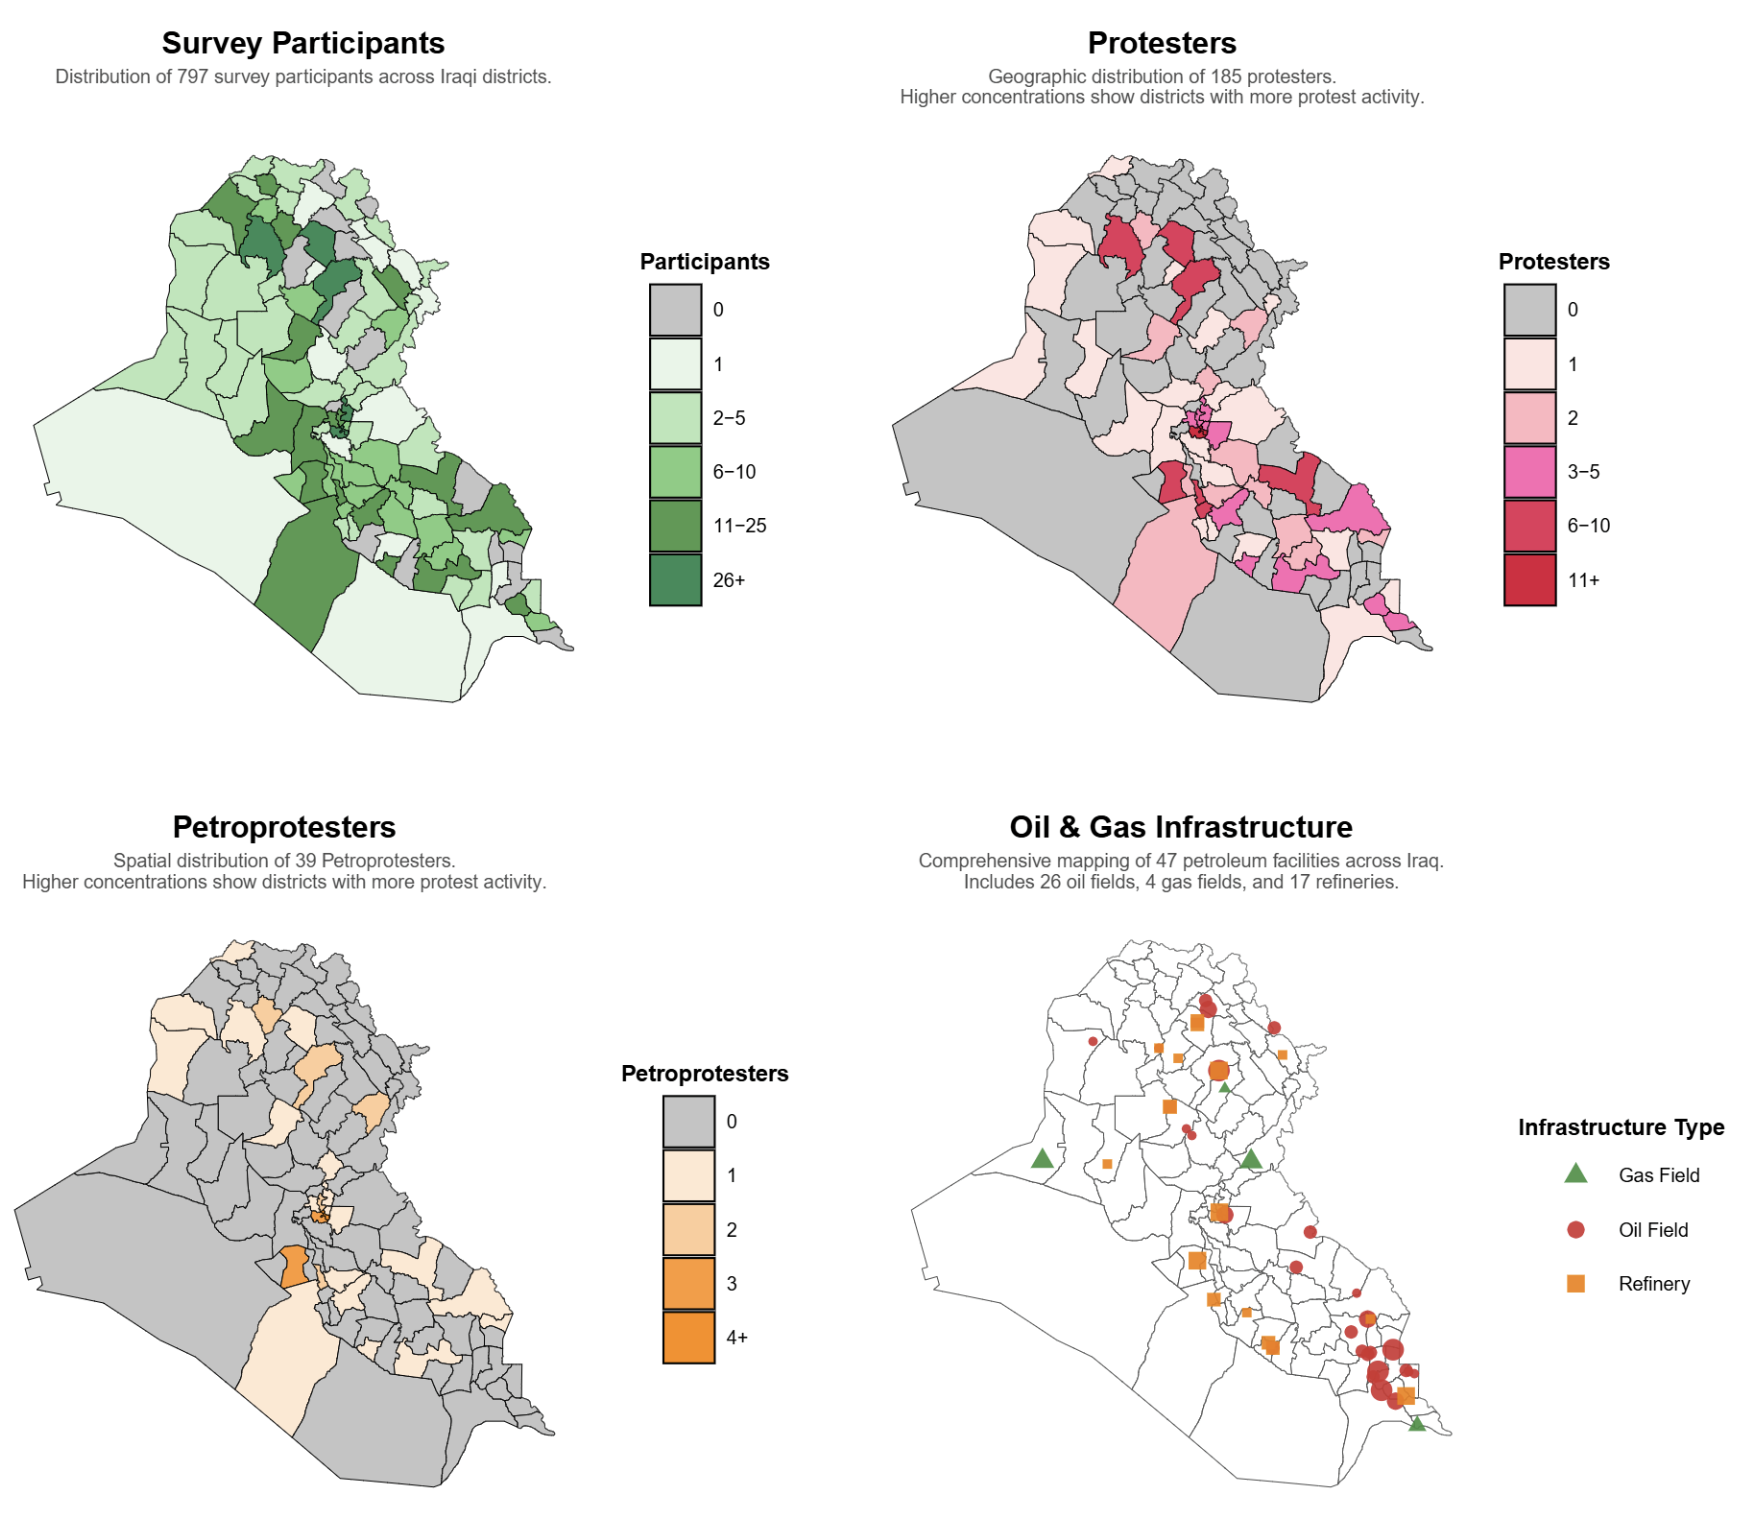 Survey Participants
Distribution of 797 survey participants across Iraqi districts.
Participants
0
1
2−5
6−10
11−25
26+
Protesters
Geographic distribution of 185 protesters.
Higher concentrations show districts with more protest activity.
Protesters
0
1
2
3−5
6−10
11+
Petroprotesters
Spatial distribution of 39 Petroprotesters.
Higher concentrations show districts with more protest activity.
Petroprotesters
0
1
2
3
4+
Oil & Gas Infrastructure
Comprehensive mapping of 47 petroleum facilities across Iraq.
Includes 26 oil fields, 4 gas fields, and 17 refineries.
Infrastructure Type
Gas Field
Oil Field
Refinery